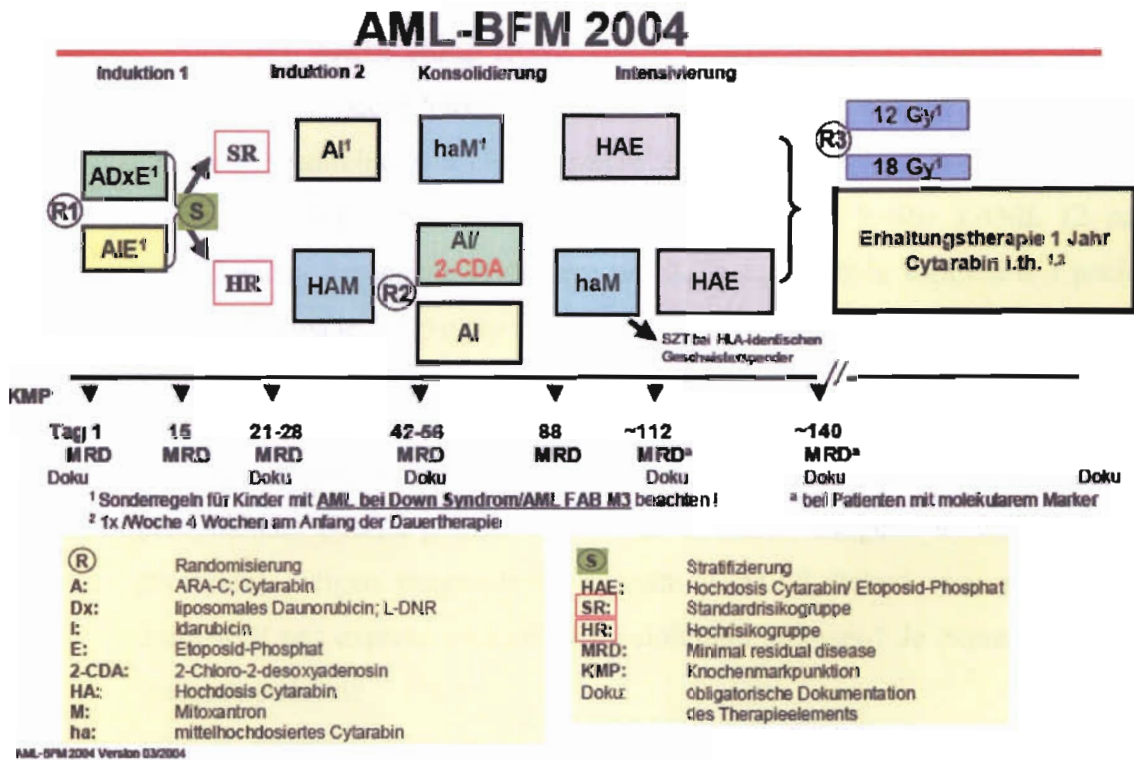 AML-BFM 2004
Induktion 1 Induktion 2 Konsolidierung Intensivierung
ADxE¹
AIE¹
R1
S
SR
HR
AI¹
HAM
R2
haM¹
AI/
2-CDA
AI
HAE
haM
HAE
SZT bei HLA-identischen
Geschwisterspender
R3
12 Gy¹
18 Gy¹
Erhaltungstherapie 1 Jahr
Cytarabin i.th. ¹,²
KMP
Tag 1 15 21-28 42-56 88 ~112 ~140
MRD MRD MRD MRD MRD MRDᵃ MRDᵃ
Doku Doku Doku Doku Doku Doku
¹ Sonderregeln für Kinder mit AML bei Down Syndrom/AML FAB M3 beachten! ᵃ bei Patienten mit molekularem Marker
² 1x /Woche 4 Wochen am Anfang der Dauertherapie
R Randomisierung
A: ARA-C; Cytarabin
Dx: liposomales Daunorubicin; L-DNR
I: Idarubicin
E: Etoposid-Phosphat
2-CDA: 2-Chloro-2-desoxyadenosin
HA: Hochdosis Cytarabin
M: Mitoxantron
ha: mittelhochdosiertes Cytarabin
S Stratifizierung
HAE: Hochdosis Cytarabin/ Etoposid-Phosphat
SR: Standardrisikogruppe
HR: Hochrisikogruppe
MRD: Minimal residual disease
KMP: Knochenmarkpunktion
Doku: obligatorische Dokumentation
des Therapieelements
AML-BFM 2004 Version 03/2004